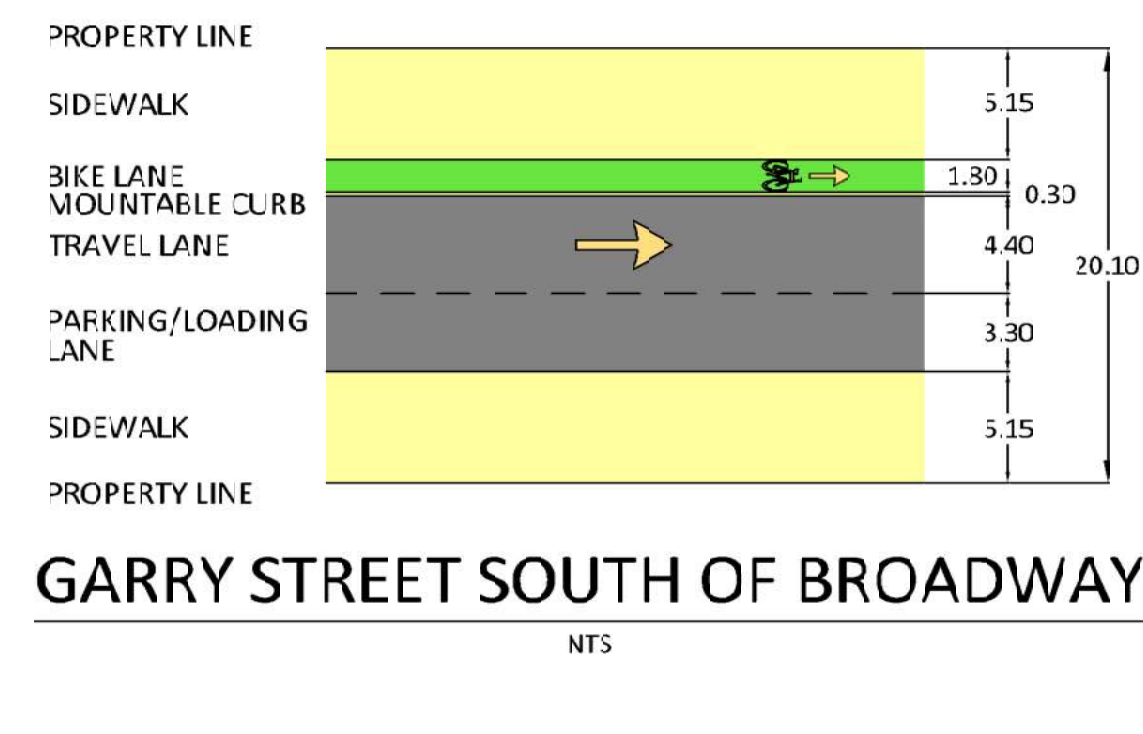 PROPERTY LINE
SIDEWALK
5.15
BIKE LANE
1.80
MOUNTABLE CURB
0.30
TRAVEL LANE
4.40
20.10
PARKING/LOADING
LANE
3.30
SIDEWALK
5.15
PROPERTY LINE
GARRY STREET SOUTH OF BROADWAY
NTS